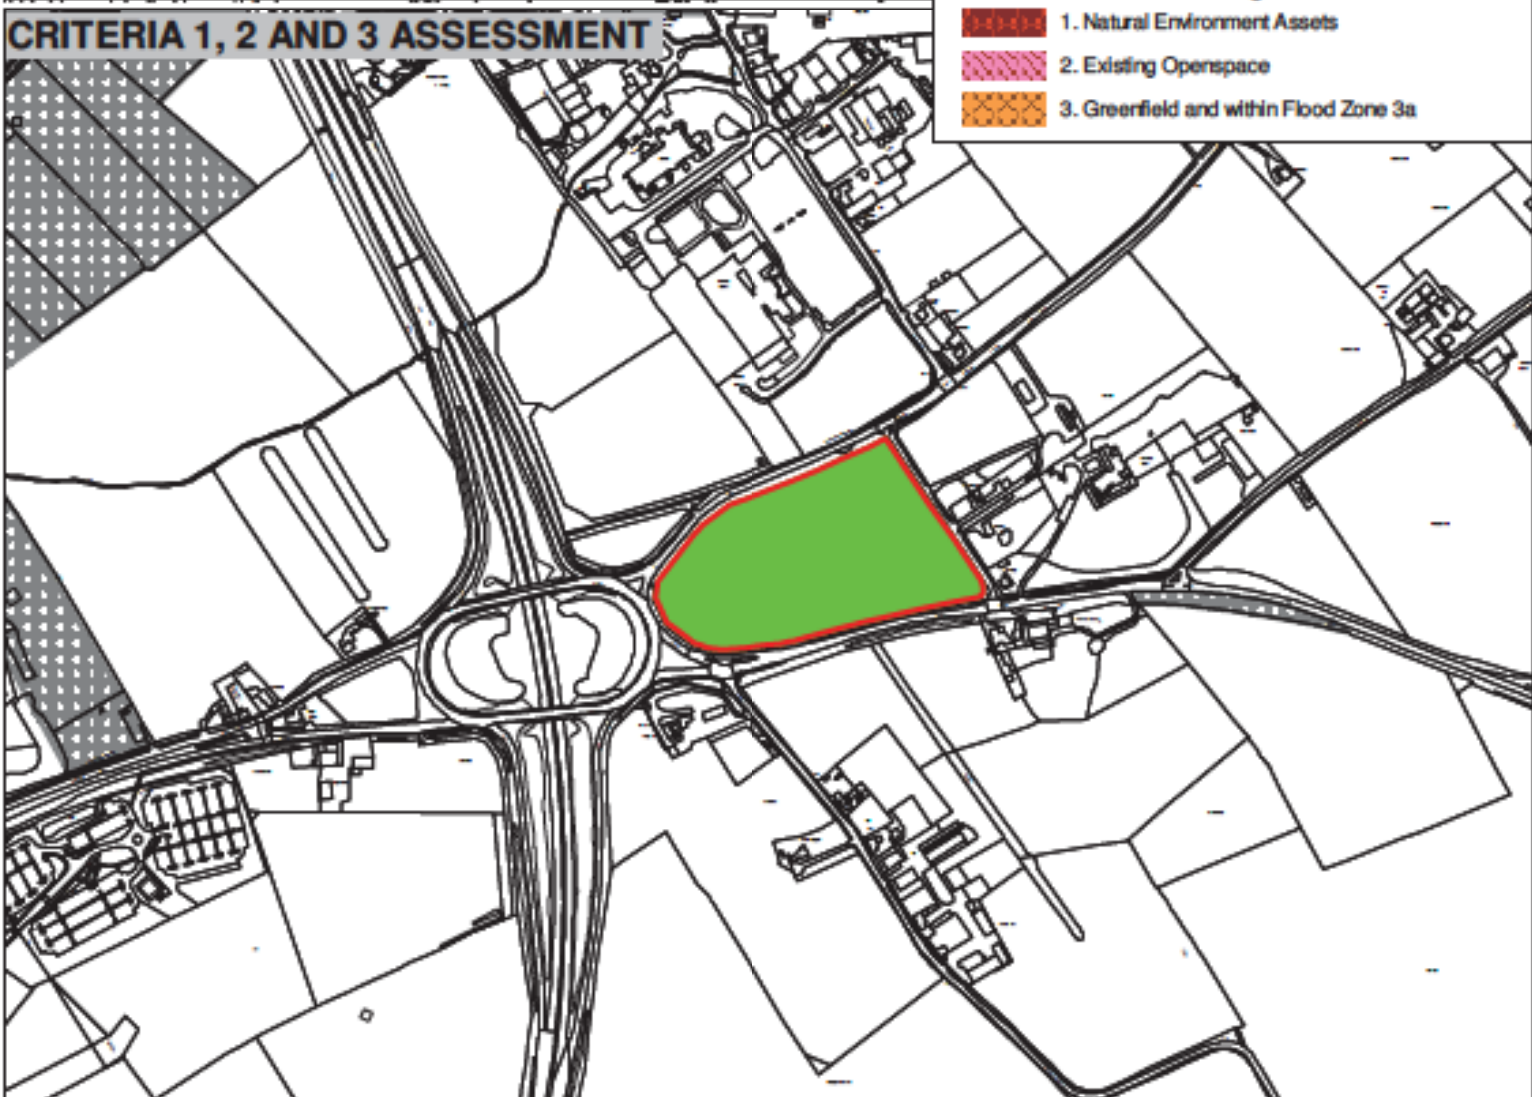 CRITERIA 1, 2 AND 3 ASSESSMENT
1. Natural Environment Assets
2. Existing Openspace
3. Greenfield and within Flood Zone 3a